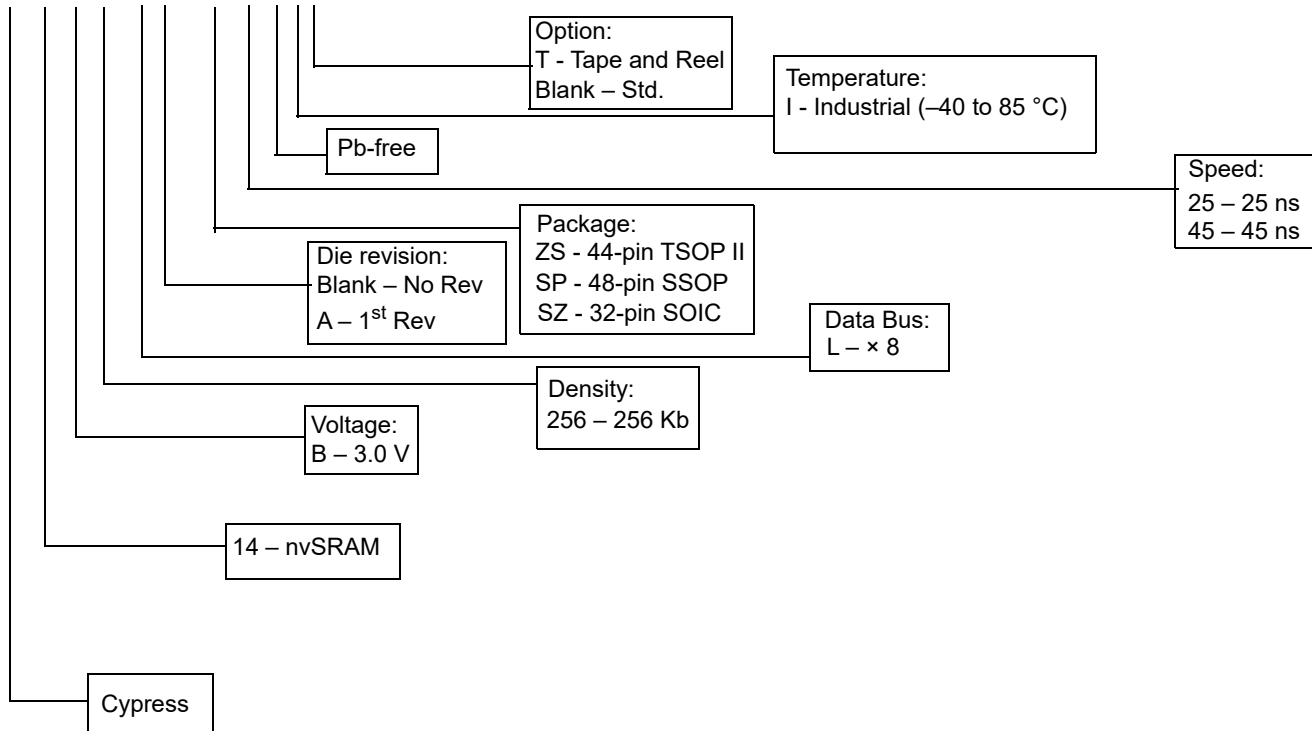 Option:
T - Tape and Reel
Blank – Std.
Temperature:
I - Industrial (–40 to 85 °C)
Pb-free
Speed:
25 – 25 ns
45 – 45 ns
Package:
ZS - 44-pin TSOP II
SP - 48-pin SSOP
SZ - 32-pin SOIC
Die revision:
Blank – No Rev
A – 1st Rev
Data Bus:
L – × 8
Density:
256 – 256 Kb
Voltage:
B – 3.0 V
14 – nvSRAM
Cypress